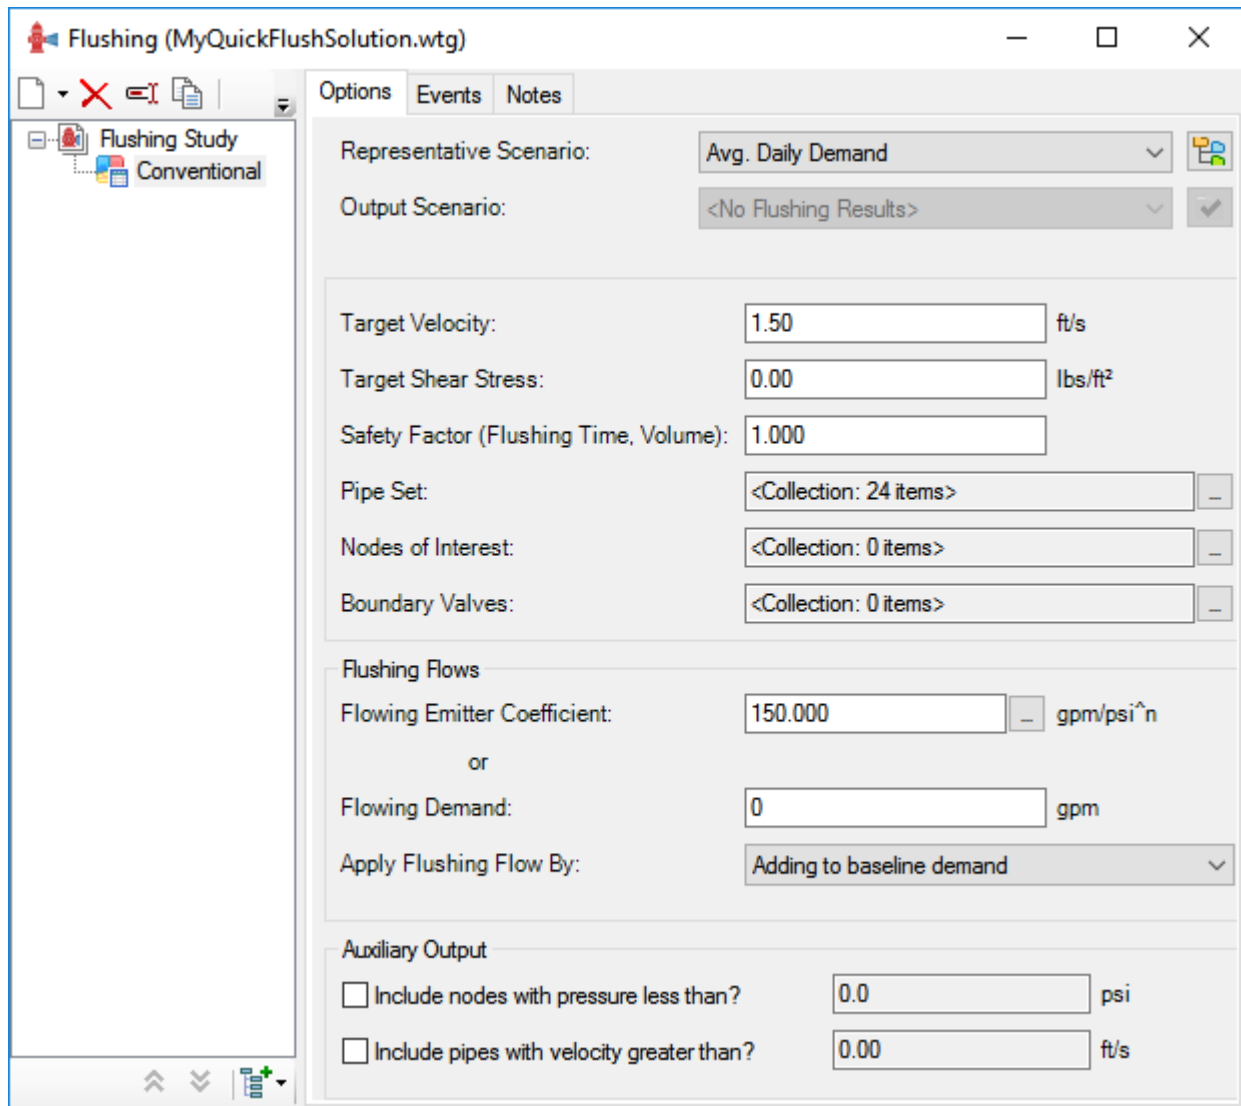 Flushing (MyQuickFlushSolution.wtg)
Options Events Notes
Flushing Study
Conventional
Representative Scenario: Avg. Daily Demand
Output Scenario: <No Flushing Results>
Target Velocity: 1.50 ft/s
Target Shear Stress: 0.00 lbs/ft²
Safety Factor (Flushing Time, Volume): 1.000
Pipe Set: <Collection: 24 items> ...
Nodes of Interest: <Collection: 0 items> ...
Boundary Valves: <Collection: 0 items> ...
Flushing Flows
Flowing Emitter Coefficient: 150.000 ... gpm/psi^n
or
Flowing Demand: 0 gpm
Apply Flushing Flow By: Adding to baseline demand
Auxiliary Output
Include nodes with pressure less than? 0.0 psi
Include pipes with velocity greater than? 0.00 ft/s